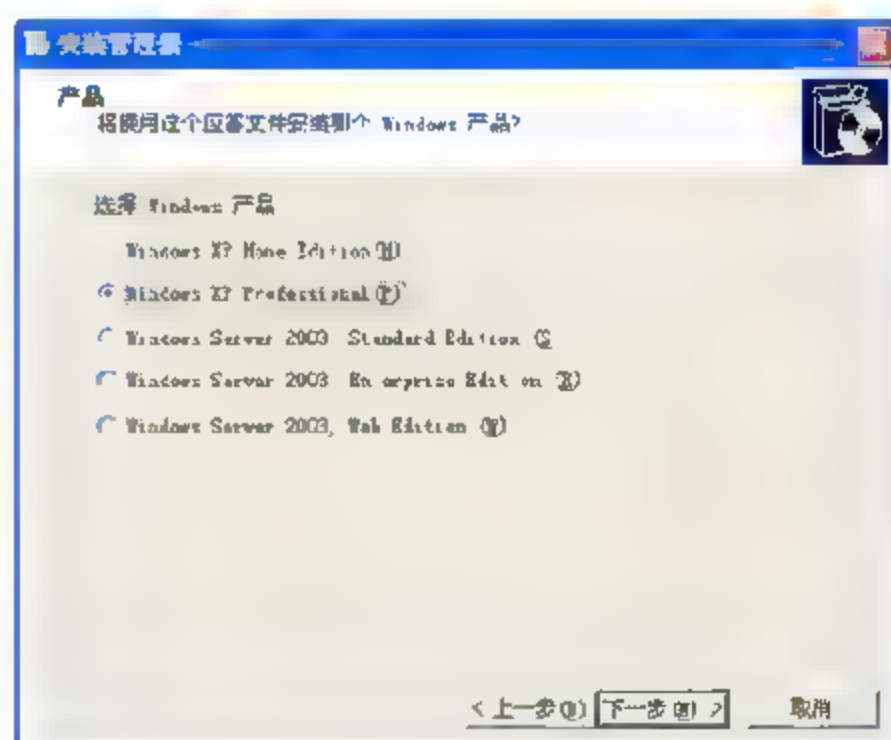 安装管理器
产品
将使用这个应答文件安装哪个 Windows 产品?
选择 Windows 产品
Windows XP Home Edition(H)
Windows XP Professional(P)
Windows Server 2003 Standard Edition (S
Windows Server 2003 Enterprise Edition (E)
Windows Server 2003, Web Edition (W)
< 上一步(B)
下一步(N) >
取消